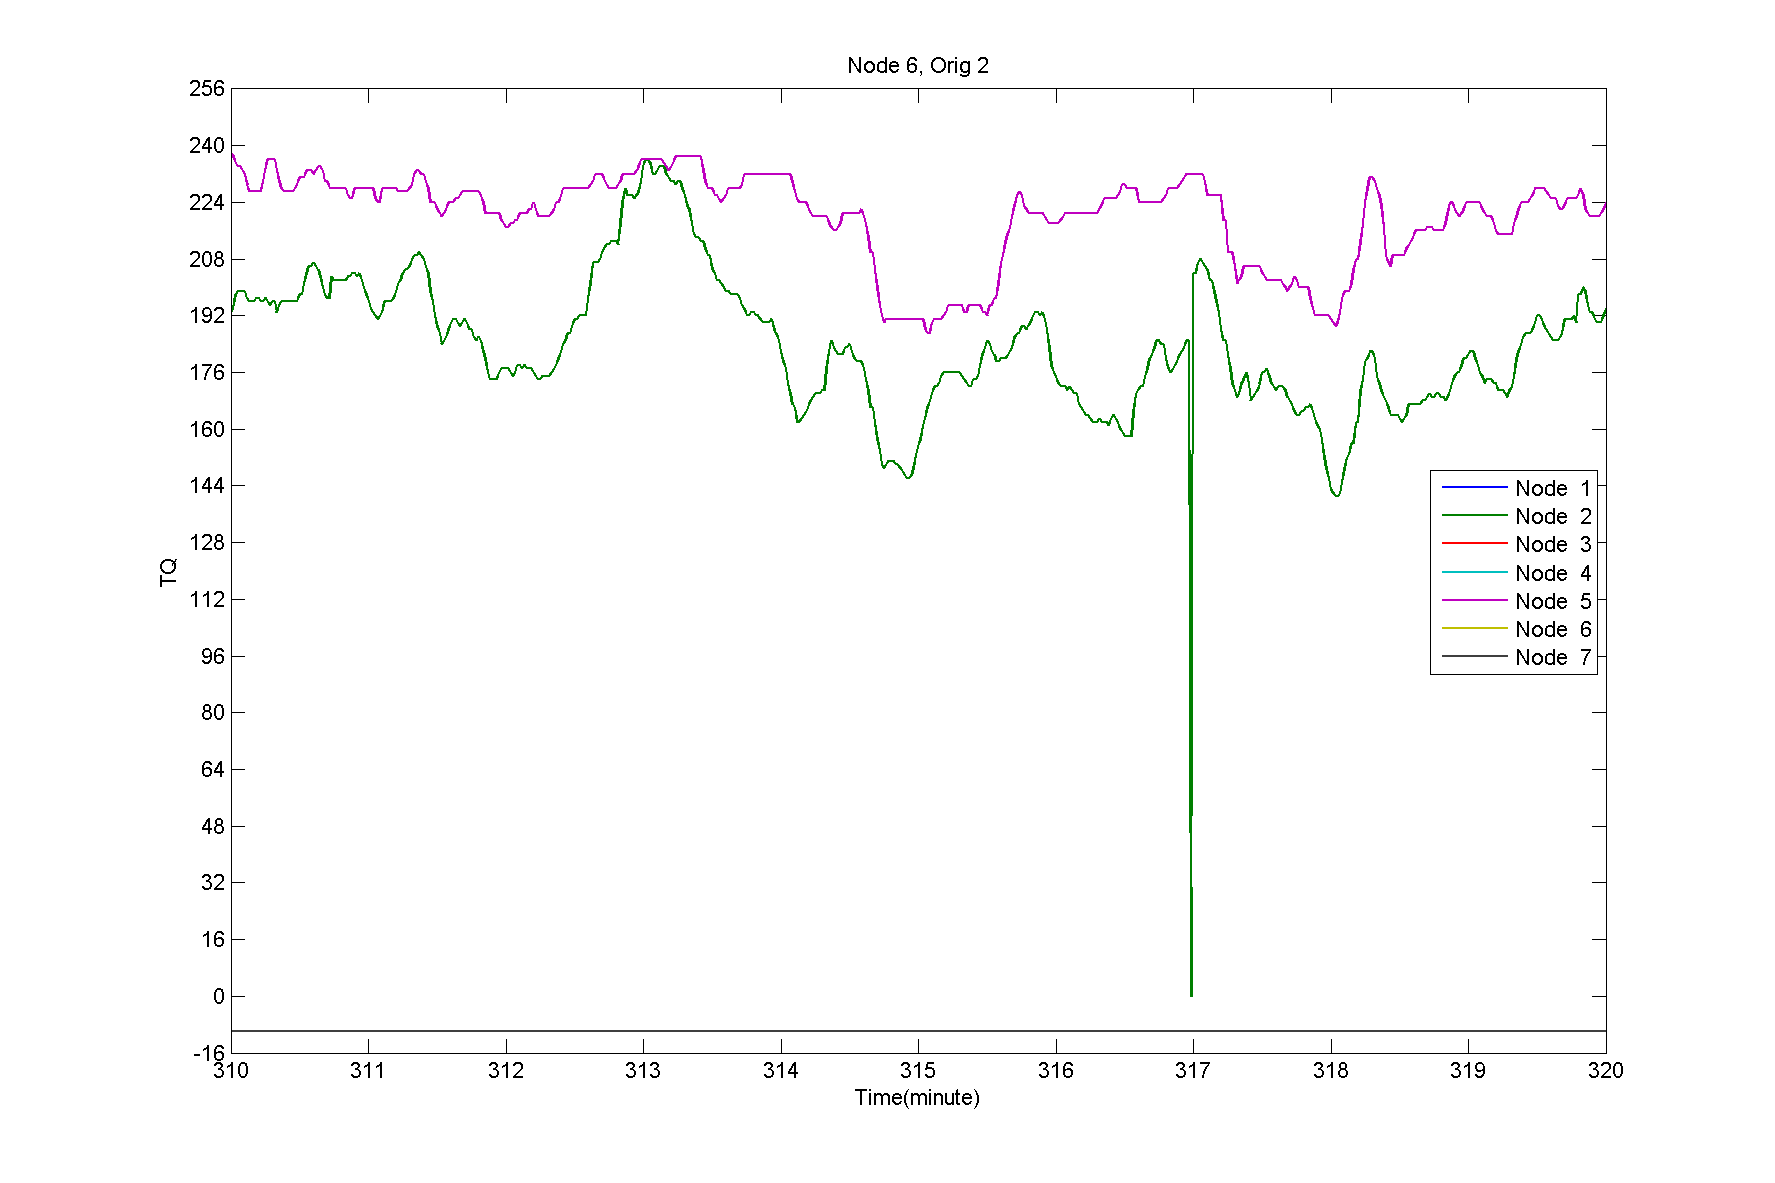 Node 6, Orig 2
256
240
224
208
192
176
160
144
128
112
96
80
64
48
32
16
0
-16
TQ
Node 1
Node 2
Node 3
Node 4
Node 5
Node 6
Node 7
310 311 312 313 314 315 316 317 318 319 320
Time(minute)